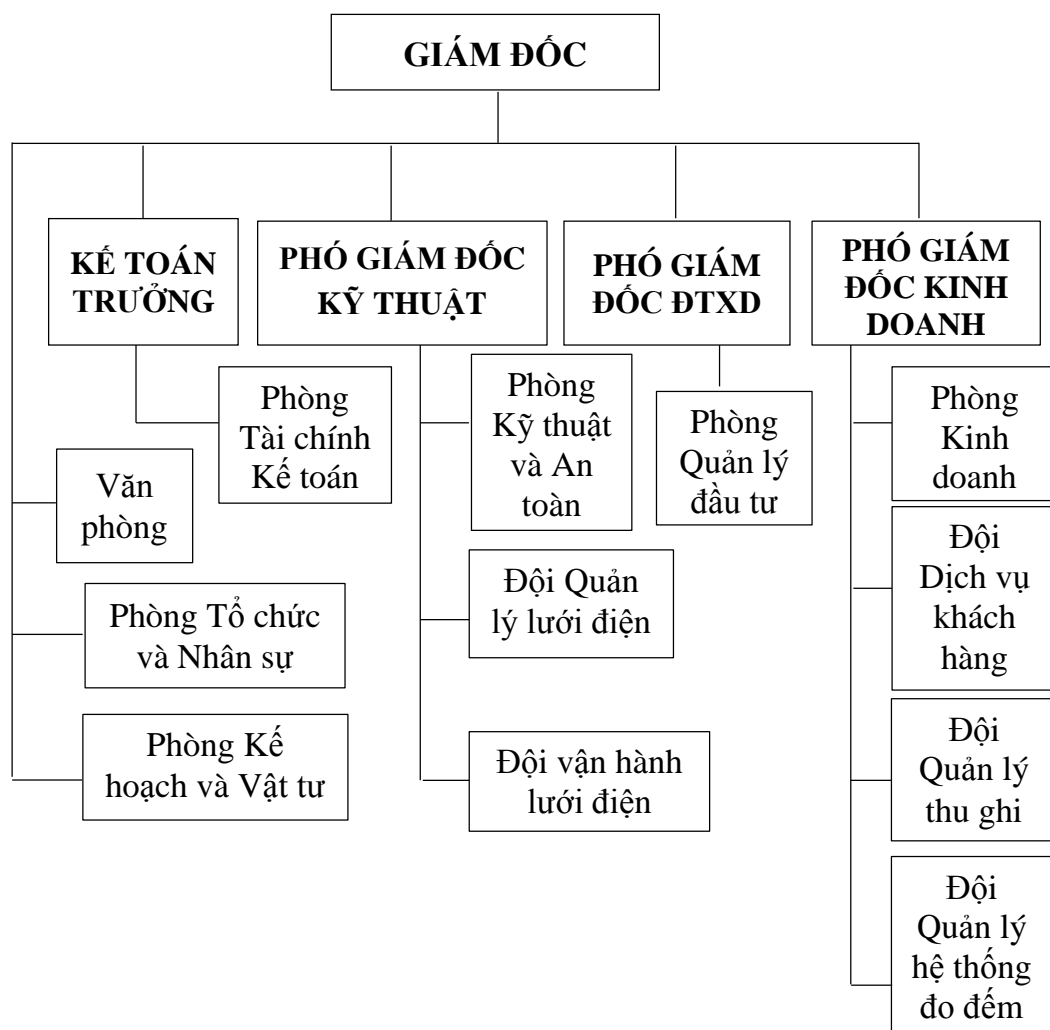 GIÁM ĐỐC
KẾ TOÁN
TRƯỞNG
PHÓ GIÁM ĐỐC
KỸ THUẬT
PHÓ GIÁM
ĐỐC ĐTXD
PHÓ GIÁM
ĐỐC KINH
DOANH
Văn
phòng
Phòng Tổ chức
và Nhân sự
Phòng Kế
hoạch và Vật tư
Phòng
Tài chính
Kế toán
Phòng
Kỹ thuật
và An
toàn
Đội Quản
lý lưới điện
Đội vận hành
lưới điện
Phòng
Quản lý
đầu tư
Phòng
Kinh
doanh
Đội
Dịch vụ
khách
hàng
Đội
Quản lý
thu ghi
Đội
Quản lý
hệ thống
đo đếm